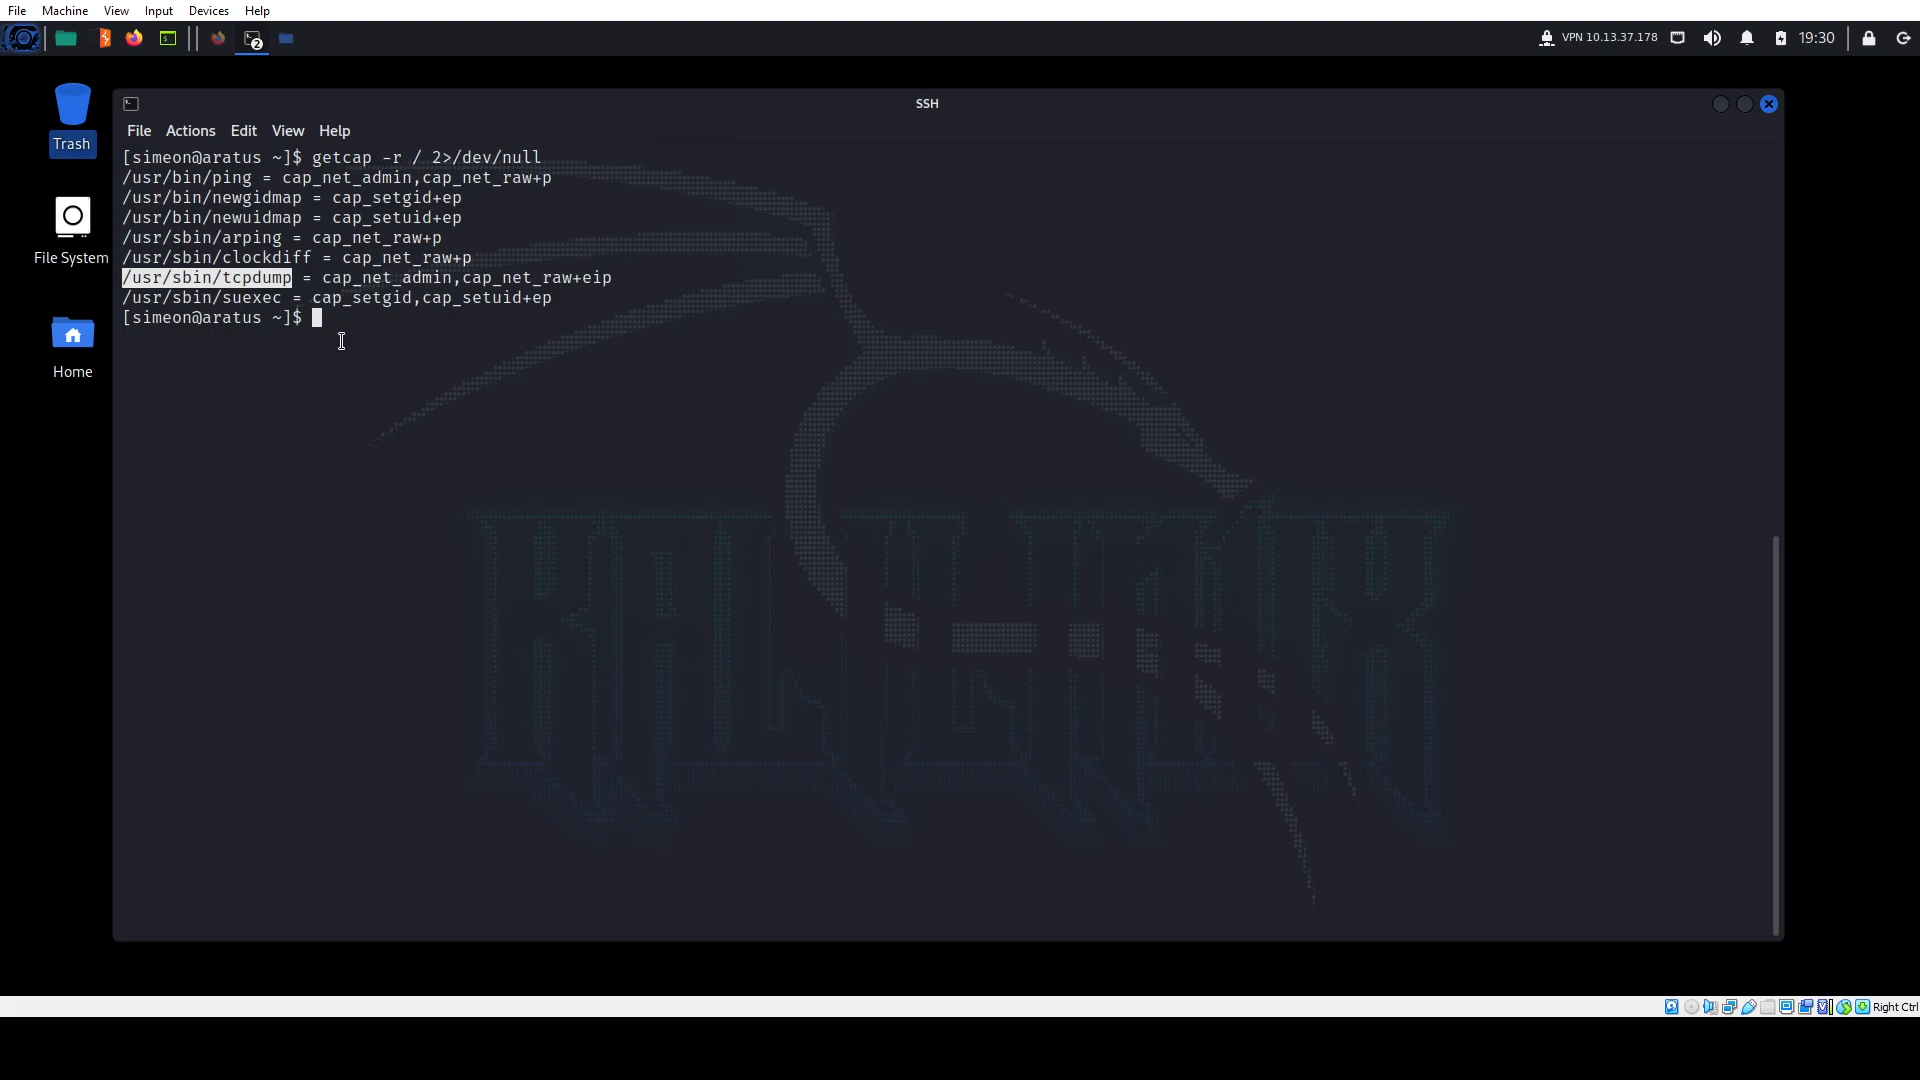 File Machine View Input Devices Help
2 VPN 10.13.37.178 19:30
SSH
File Actions Edit View Help
Trash
File System
Home
[simeon@aratus ~]$ getcap -r / 2>/dev/null
/usr/bin/ping = cap_net_admin,cap_net_raw+p
/usr/bin/newgidmap = cap_setgid+ep
/usr/bin/newuidmap = cap_setuid+ep
/usr/sbin/arping = cap_net_raw+p
/usr/sbin/clockdiff = cap_net_raw+p
/usr/sbin/tcpdump = cap_net_admin,cap_net_raw+eip
/usr/sbin/suexec = cap_setgid,cap_setuid+ep
[simeon@aratus ~]$
KALI LINUX
Right Ctrl